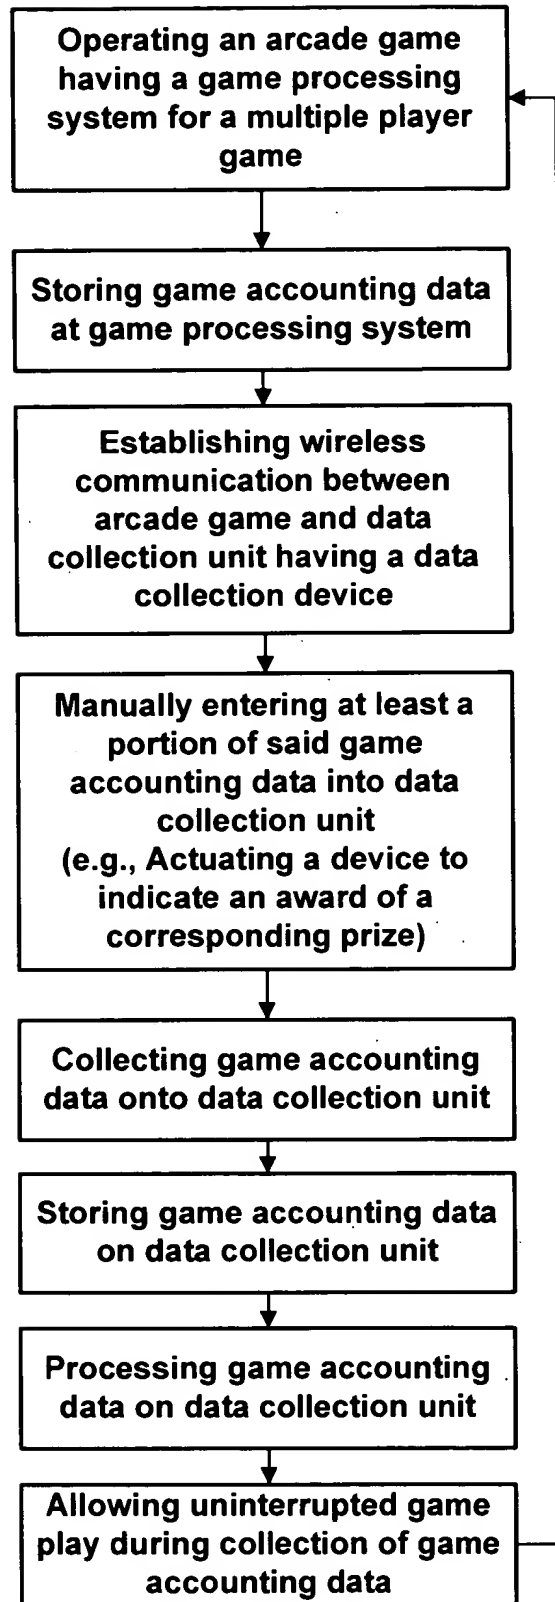 Operating an arcade game
having a game processing
system for a multiple player
game
Storing game accounting data
at game processing system
Establishing wireless
communication between
arcade game and data
collection unit having a data
collection device
Manually entering at least a
portion of said game
accounting data into data
collection unit
(e.g., Actuating a device to
indicate an award of a
corresponding prize)
Collecting game accounting
data onto data collection unit
Storing game accounting data
on data collection unit
Processing game accounting
data on data collection unit
Allowing uninterrupted game
play during collection of game
accounting data